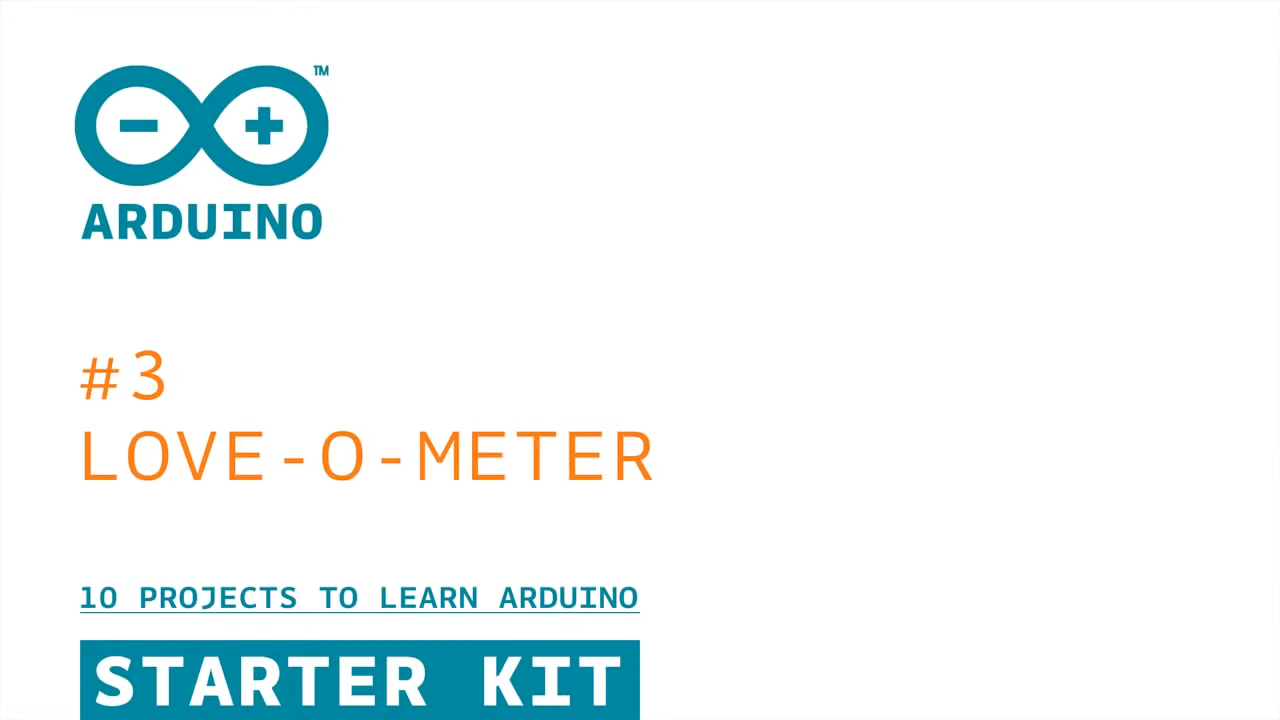 TM
ARDUINO
#3
LOVE-O-METER
10 PROJECTS TO LEARN ARDUINO
STARTER KIT